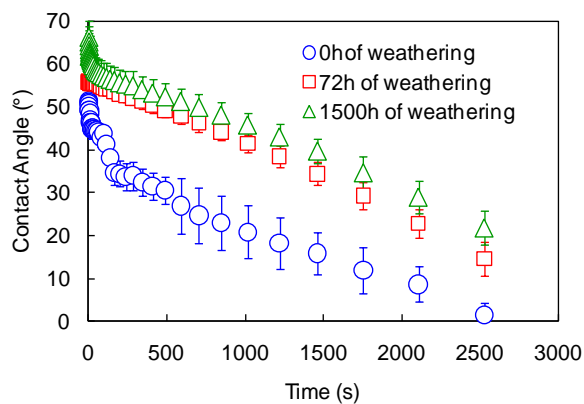 70
60
50
40
30
20
10
0
Contact Angle (º)
0hof weathering
72h of weathering
1500h of weathering
0 500 1000 1500 2000 2500 3000
Time (s)